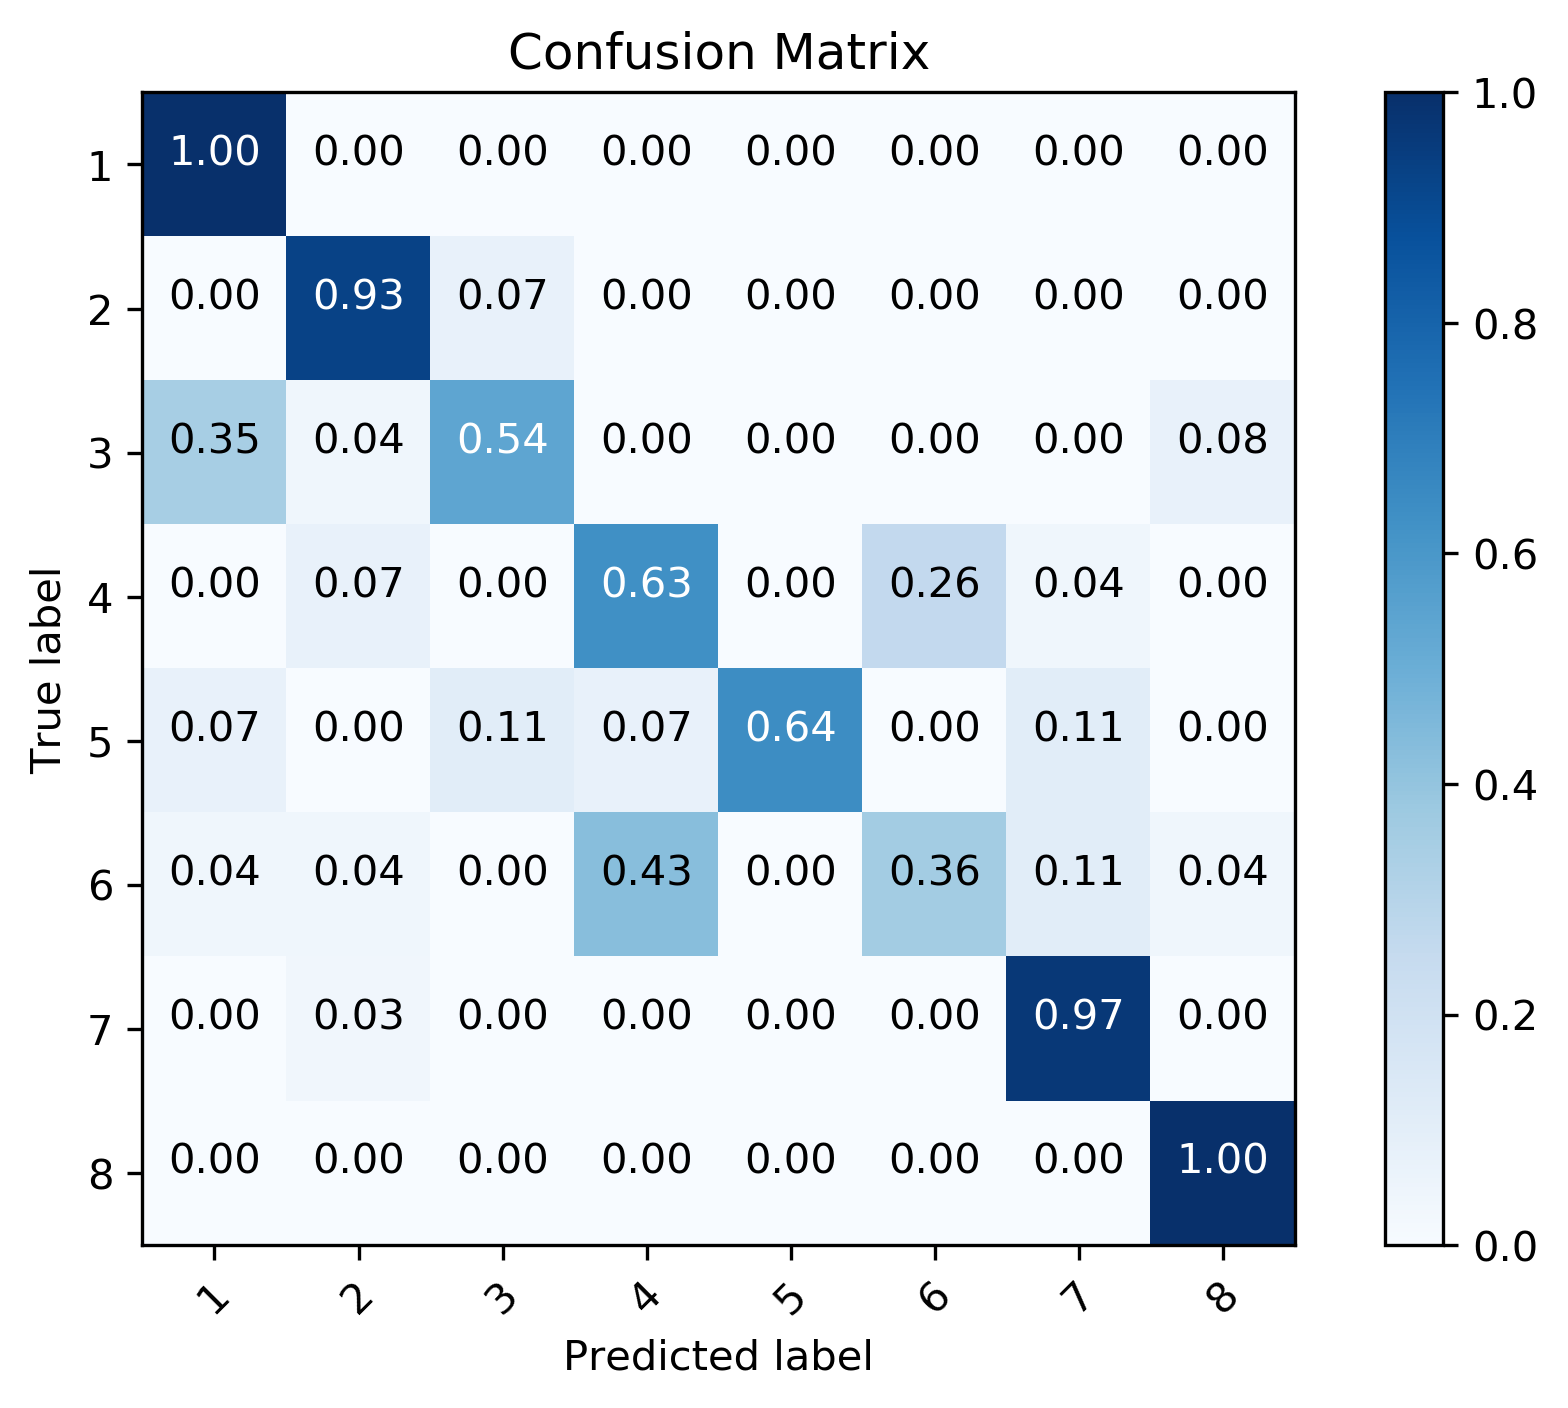 Confusion Matrix
1 1.00 0.00 0.00 0.00 0.00 0.00 0.00 0.00
2 0.00 0.93 0.07 0.00 0.00 0.00 0.00 0.00
3 0.35 0.04 0.54 0.00 0.00 0.00 0.00 0.08
4 0.00 0.07 0.00 0.63 0.00 0.26 0.04 0.00
5 0.07 0.00 0.11 0.07 0.64 0.00 0.11 0.00
6 0.04 0.04 0.00 0.43 0.00 0.36 0.11 0.04
7 0.00 0.03 0.00 0.00 0.00 0.00 0.97 0.00
8 0.00 0.00 0.00 0.00 0.00 0.00 0.00 1.00
1 2 3 4 5 6 7 8
Predicted label
True label
1.0
0.8
0.6
0.4
0.2
0.0